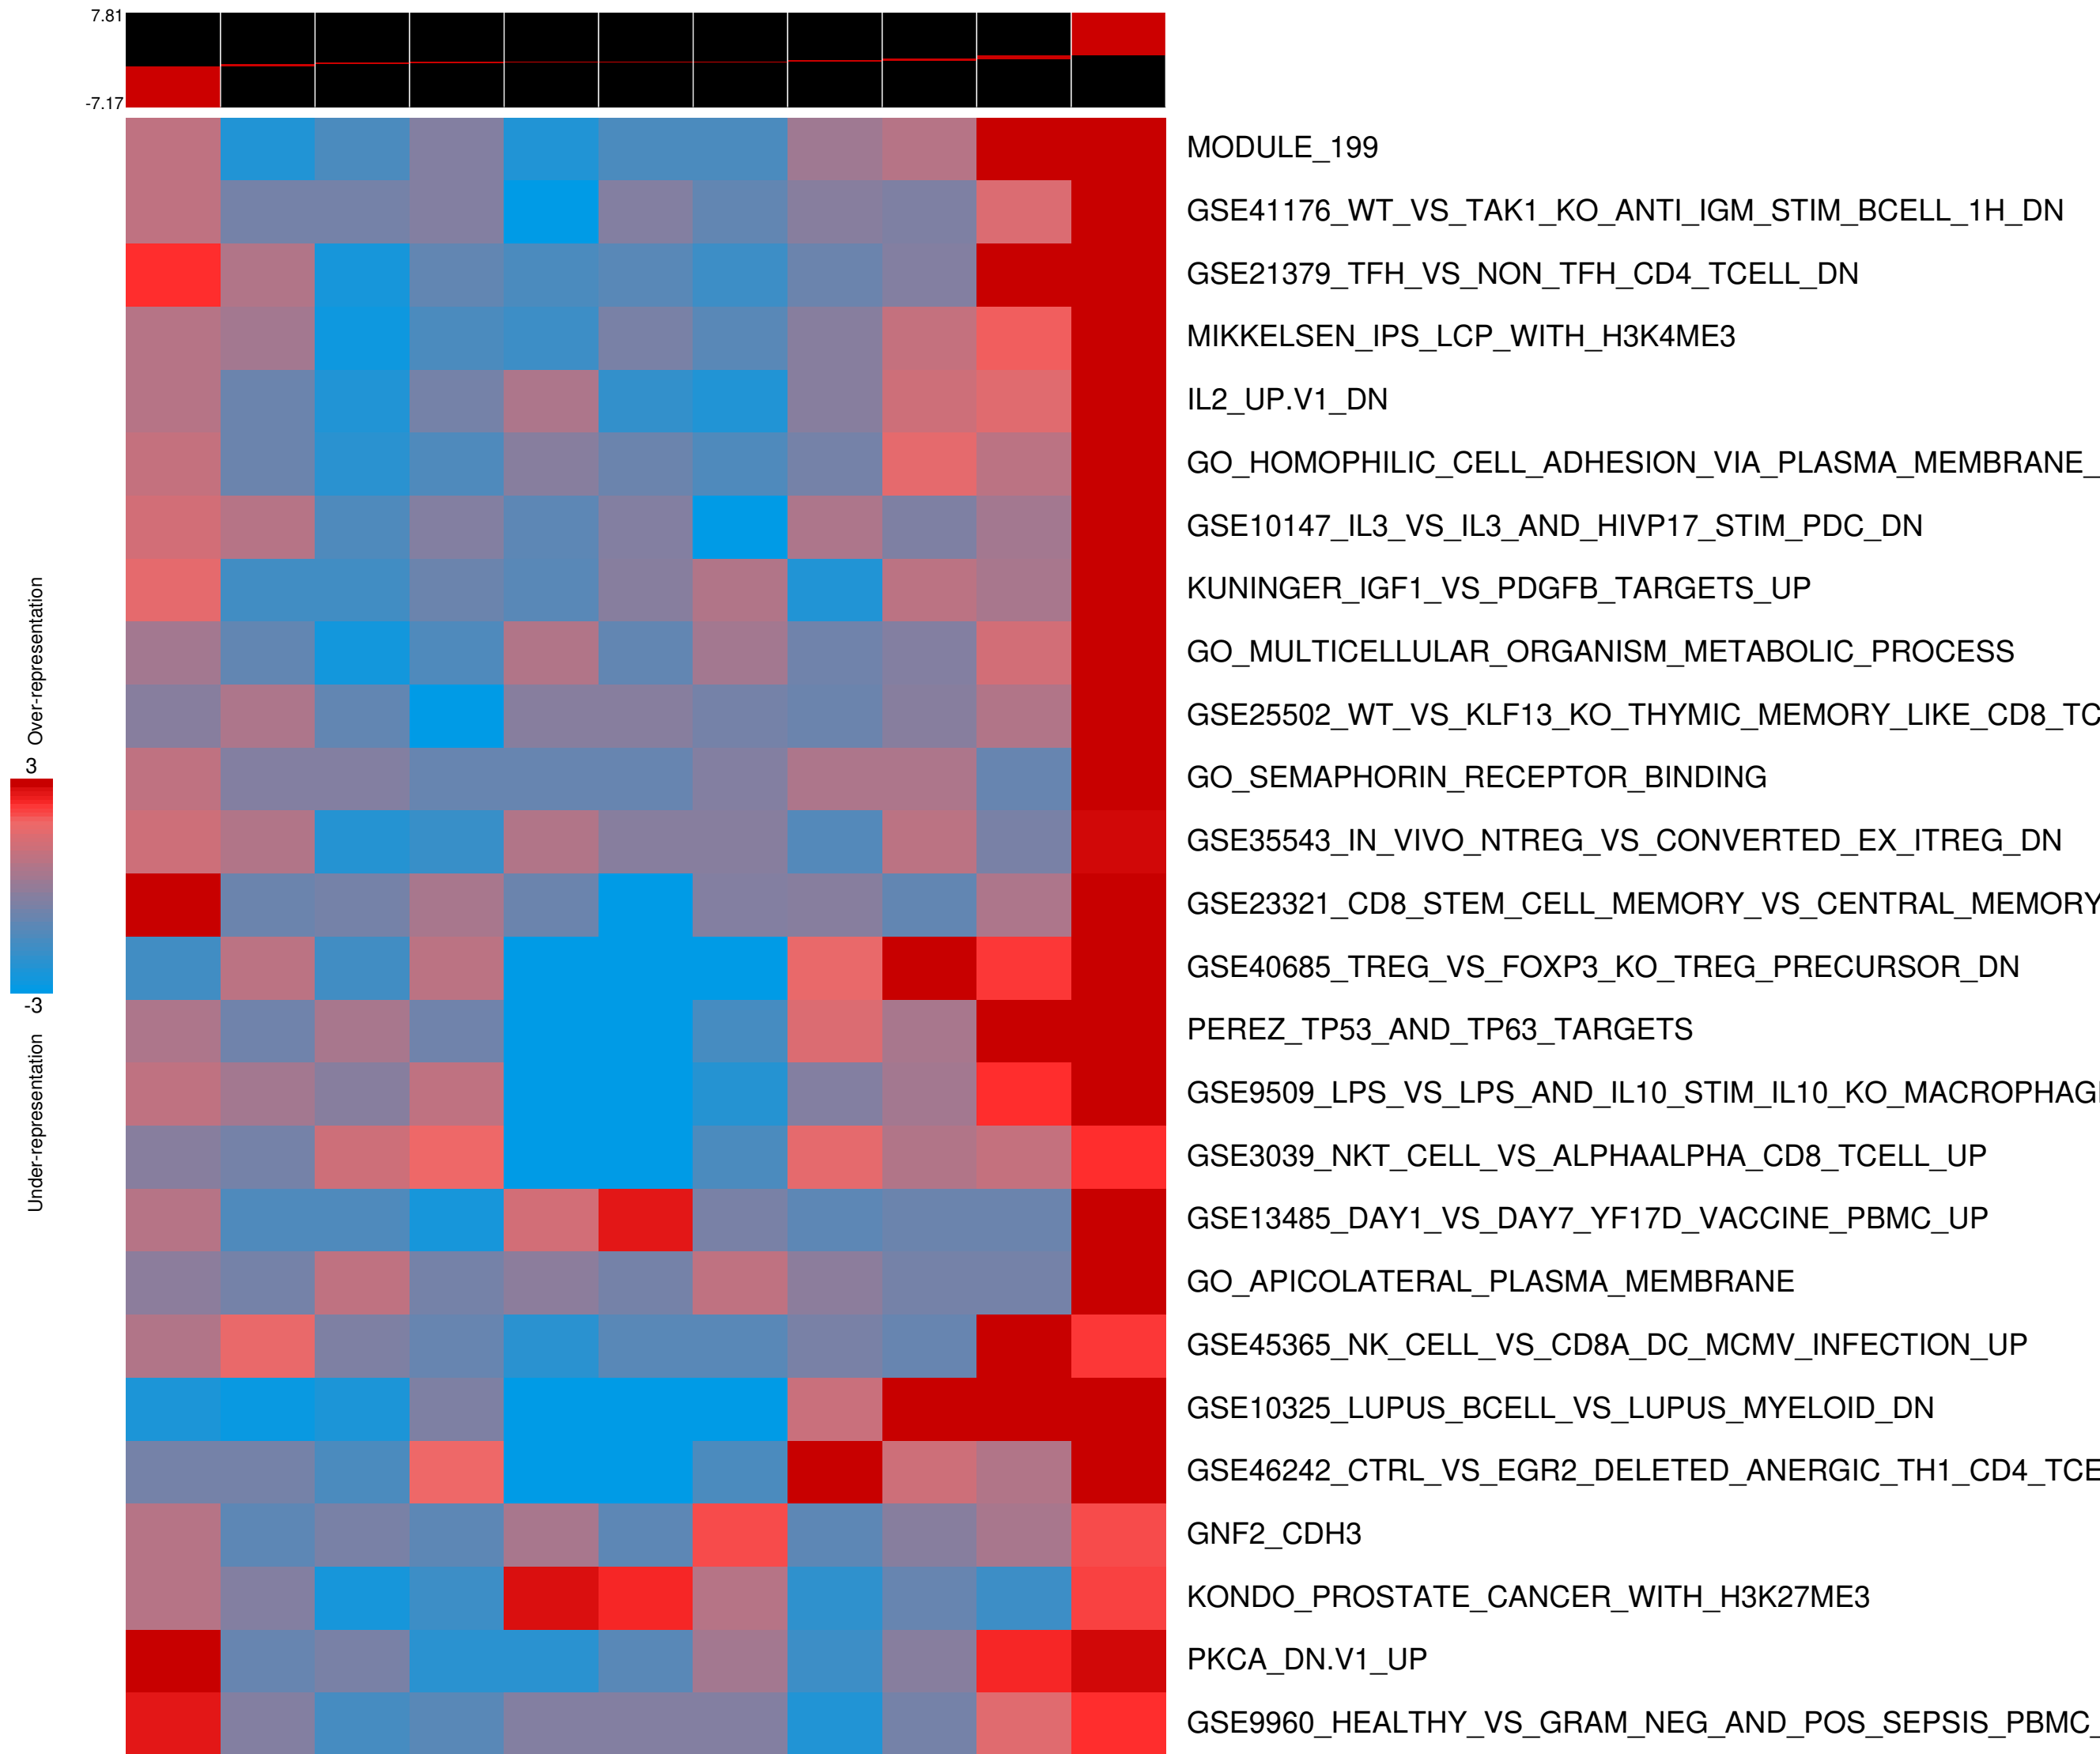 7.81
-7.17
MODULE_199
GSE41176_WT_VS_TAK1_KO_ANTI_IGM_STIM_BCELL_1H_DN
GSE21379_TFH_VS_NON_TFH_CD4_TCELL_DN
MIKKELSEN_IPS_LCP_WITH_H3K4ME3
IL2_UP.V1_DN
GO_HOMOPHILIC_CELL_ADHESION_VIA_PLASMA_MEMBRANE_
GSE10147_IL3_VS_IL3_AND_HIVP17_STIM_PDC_DN
KUNINGER_IGF1_VS_PDGFB_TARGETS_UP
GO_MULTICELLULAR_ORGANISM_METABOLIC_PROCESS
GSE25502_WT_VS_KLF13_KO_THYMIC_MEMORY_LIKE_CD8_TC
GO_SEMAPHORIN_RECEPTOR_BINDING
GSE35543_IN_VIVO_NTREG_VS_CONVERTED_EX_ITREG_DN
GSE23321_CD8_STEM_CELL_MEMORY_VS_CENTRAL_MEMORY
GSE40685_TREG_VS_FOXP3_KO_TREG_PRECURSOR_DN
PEREZ_TP53_AND_TP63_TARGETS
GSE9509_LPS_VS_LPS_AND_IL10_STIM_IL10_KO_MACROPHAG
GSE3039_NKT_CELL_VS_ALPHAALPHA_CD8_TCELL_UP
GSE13485_DAY1_VS_DAY7_YF17D_VACCINE_PBMC_UP
GO_APICOLATERAL_PLASMA_MEMBRANE
GSE45365_NK_CELL_VS_CD8A_DC_MCMV_INFECTION_UP
GSE10325_LUPUS_BCELL_VS_LUPUS_MYELOID_DN
GSE46242_CTRL_VS_EGR2_DELETED_ANERGIC_TH1_CD4_TCE
GNF2_CDH3
KONDO_PROSTATE_CANCER_WITH_H3K27ME3
PKCA_DN.V1_UP
GSE9960_HEALTHY_VS_GRAM_NEG_AND_POS_SEPSIS_PBMC_
Over-representation
3
-3
Under-representation